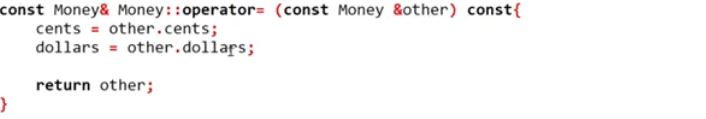 const Money& Money::operator= (const Money &other) const{
cents = other.cents;
dollars = other.dollars;
return other;
}